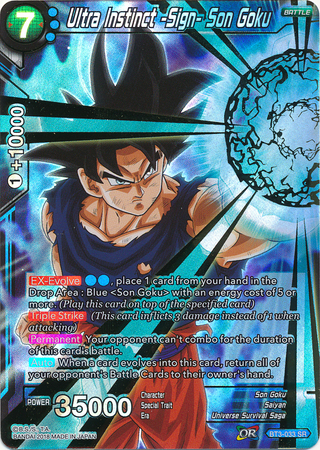 7
Ultra Instinct -Sign- Son Goku
BATTLE
1 +10000
EX-Evolve , place 1 card from your hand in the
Drop Area : Blue <Son Goku> with an energy cost of 5 or
more. (Play this card on top of the specified card)
Triple Strike (This card inflicts 3 damage instead of 1 when
attacking)
Permanent Your opponent can't combo for the duration
of this card's battle.
Auto When a card evolves into this card, return all of
your opponent's Battle Cards to their owner's hand.
POWER 35000
Character Son Goku
Special Trait Saiyan
Era Universe Survival Saga
©B.S./S.,T.A.
BANDAI 2018 MADE IN JAPAN
BT3-033 SR